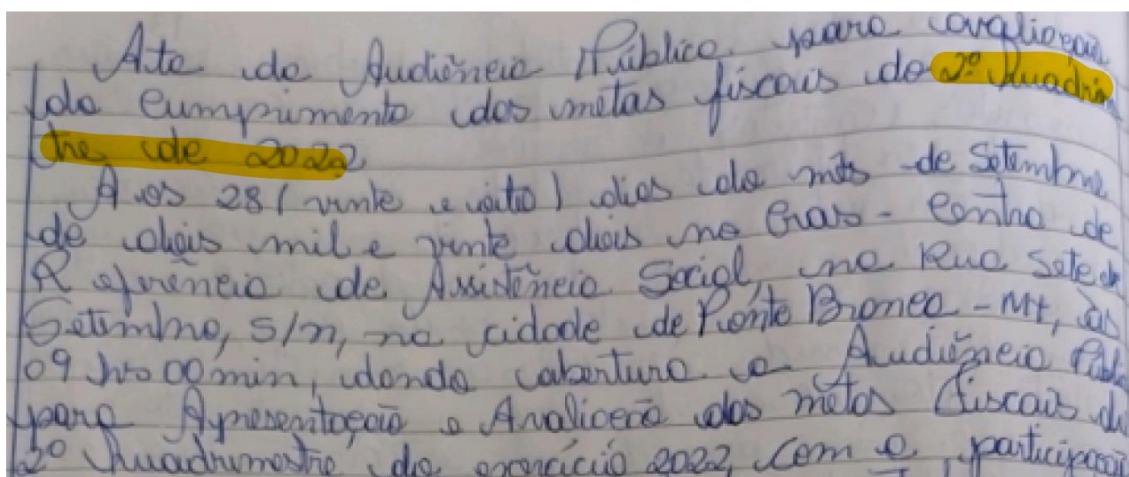 Ata da Audiência Pública para avaliação
do cumprimento das metas fiscais do 2º Quadrimes
tre de 2022
Aos 28 (vinte e oito) dias do mês de Setembro
de dois mil e vinte dois no Cras - Centro de
Referência de Assistência Social, na Rua Sete de
Setembro, s/n, na cidade de Ponte Branca - MT, às
09 hrs 00 min, dando abertura a Audiência Públi
para Apresentação e Avaliação das metas fiscais do
2º Quadrimestre do exercício 2022, com a participação